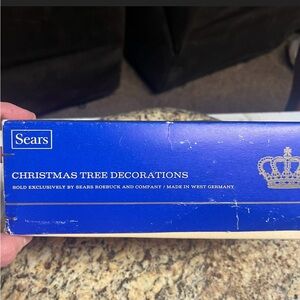 Sears
CHRISTMAS TREE DECORATIONS
SOLD EXCLUSIVELY BY SEARS ROEBUCK AND COMPANY / MADE IN WEST GERMANY